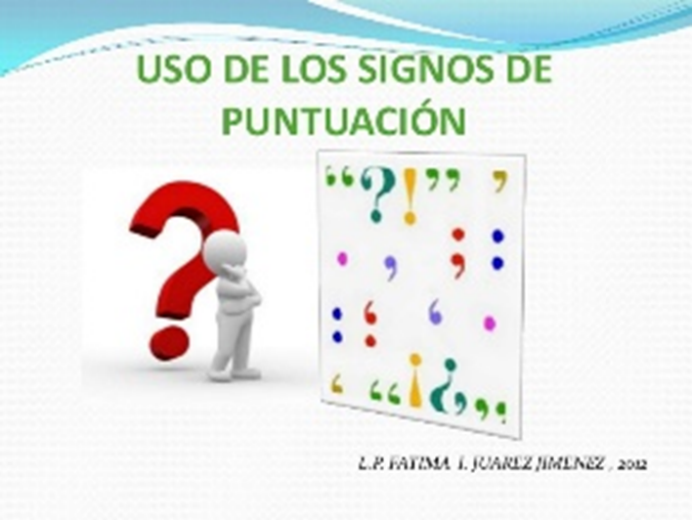 USO DE LOS SIGNOS DE
PUNTUACIÓN
“ ? ! ” ’
. , ; :
: ; ‘ .
‘ “ ¡ ¿ , ” !
L.P. FATIMA I. JUAREZ JIMENEZ , 2012